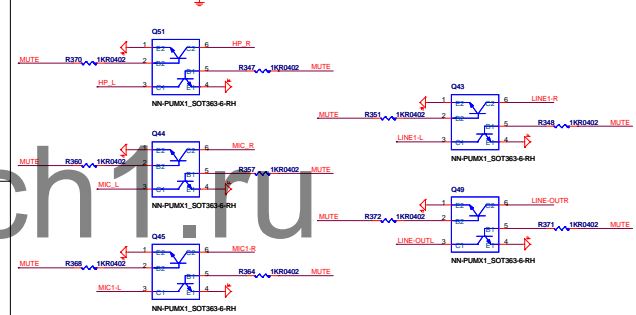 Q51
1 E2 C2 6 HP_R
MUTE R370 1KR0402 2 B2
B1 5 R347 1KR0402 MUTE
HP_L 3 C1 E1 4
NN-PUMX1_SOT363-6-RH
Q43
1 E2 C2 6 LINE1-R
MUTE R351 1KR0402 2 B2
B1 5 R348 1KR0402 MUTE
LINE1-L 3 C1 E1 4
NN-PUMX1_SOT363-6-RH
Q44
1 E2 C2 6 MIC_R
MUTE R360 1KR0402 2 B2
B1 5 R357 1KR0402 MUTE
MIC_L 3 C1 E1 4
NN-PUMX1_SOT363-6-RH
Q49
1 E2 C2 6 LINE-OUTR
MUTE R372 1KR0402 2 B2
B1 5 R371 1KR0402 MUTE
LINE-OUTL 3 C1 E1 4
NN-PUMX1_SOT363-6-RH
Q45
1 E2 C2 6 MIC1-R
MUTE R368 1KR0402 2 B2
B1 5 R364 1KR0402 MUTE
MIC1-L 3 C1 E1 4
NN-PUMX1_SOT363-6-RH
ch1.ru